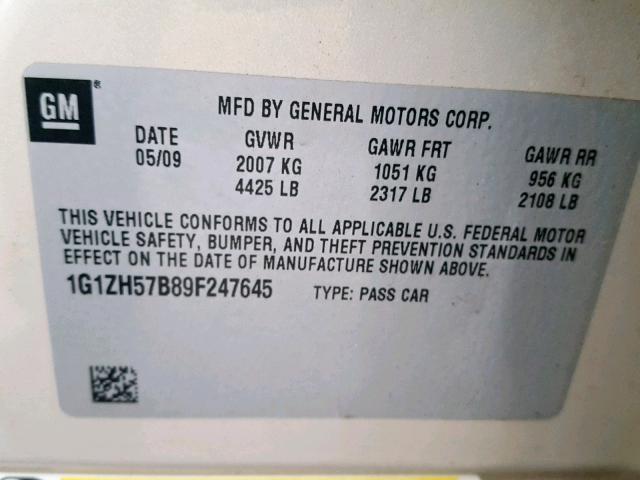 GM ®
MFD BY GENERAL MOTORS CORP.
DATE GVWR GAWR FRT GAWR RR
05/09 2007 KG 1051 KG 956 KG
4425 LB 2317 LB 2108 LB
THIS VEHICLE CONFORMS TO ALL APPLICABLE U.S. FEDERAL MOTOR
VEHICLE SAFETY, BUMPER, AND THEFT PREVENTION STANDARDS IN
EFFECT ON THE DATE OF MANUFACTURE SHOWN ABOVE.
1G1ZH57B89F247645 TYPE: PASS CAR